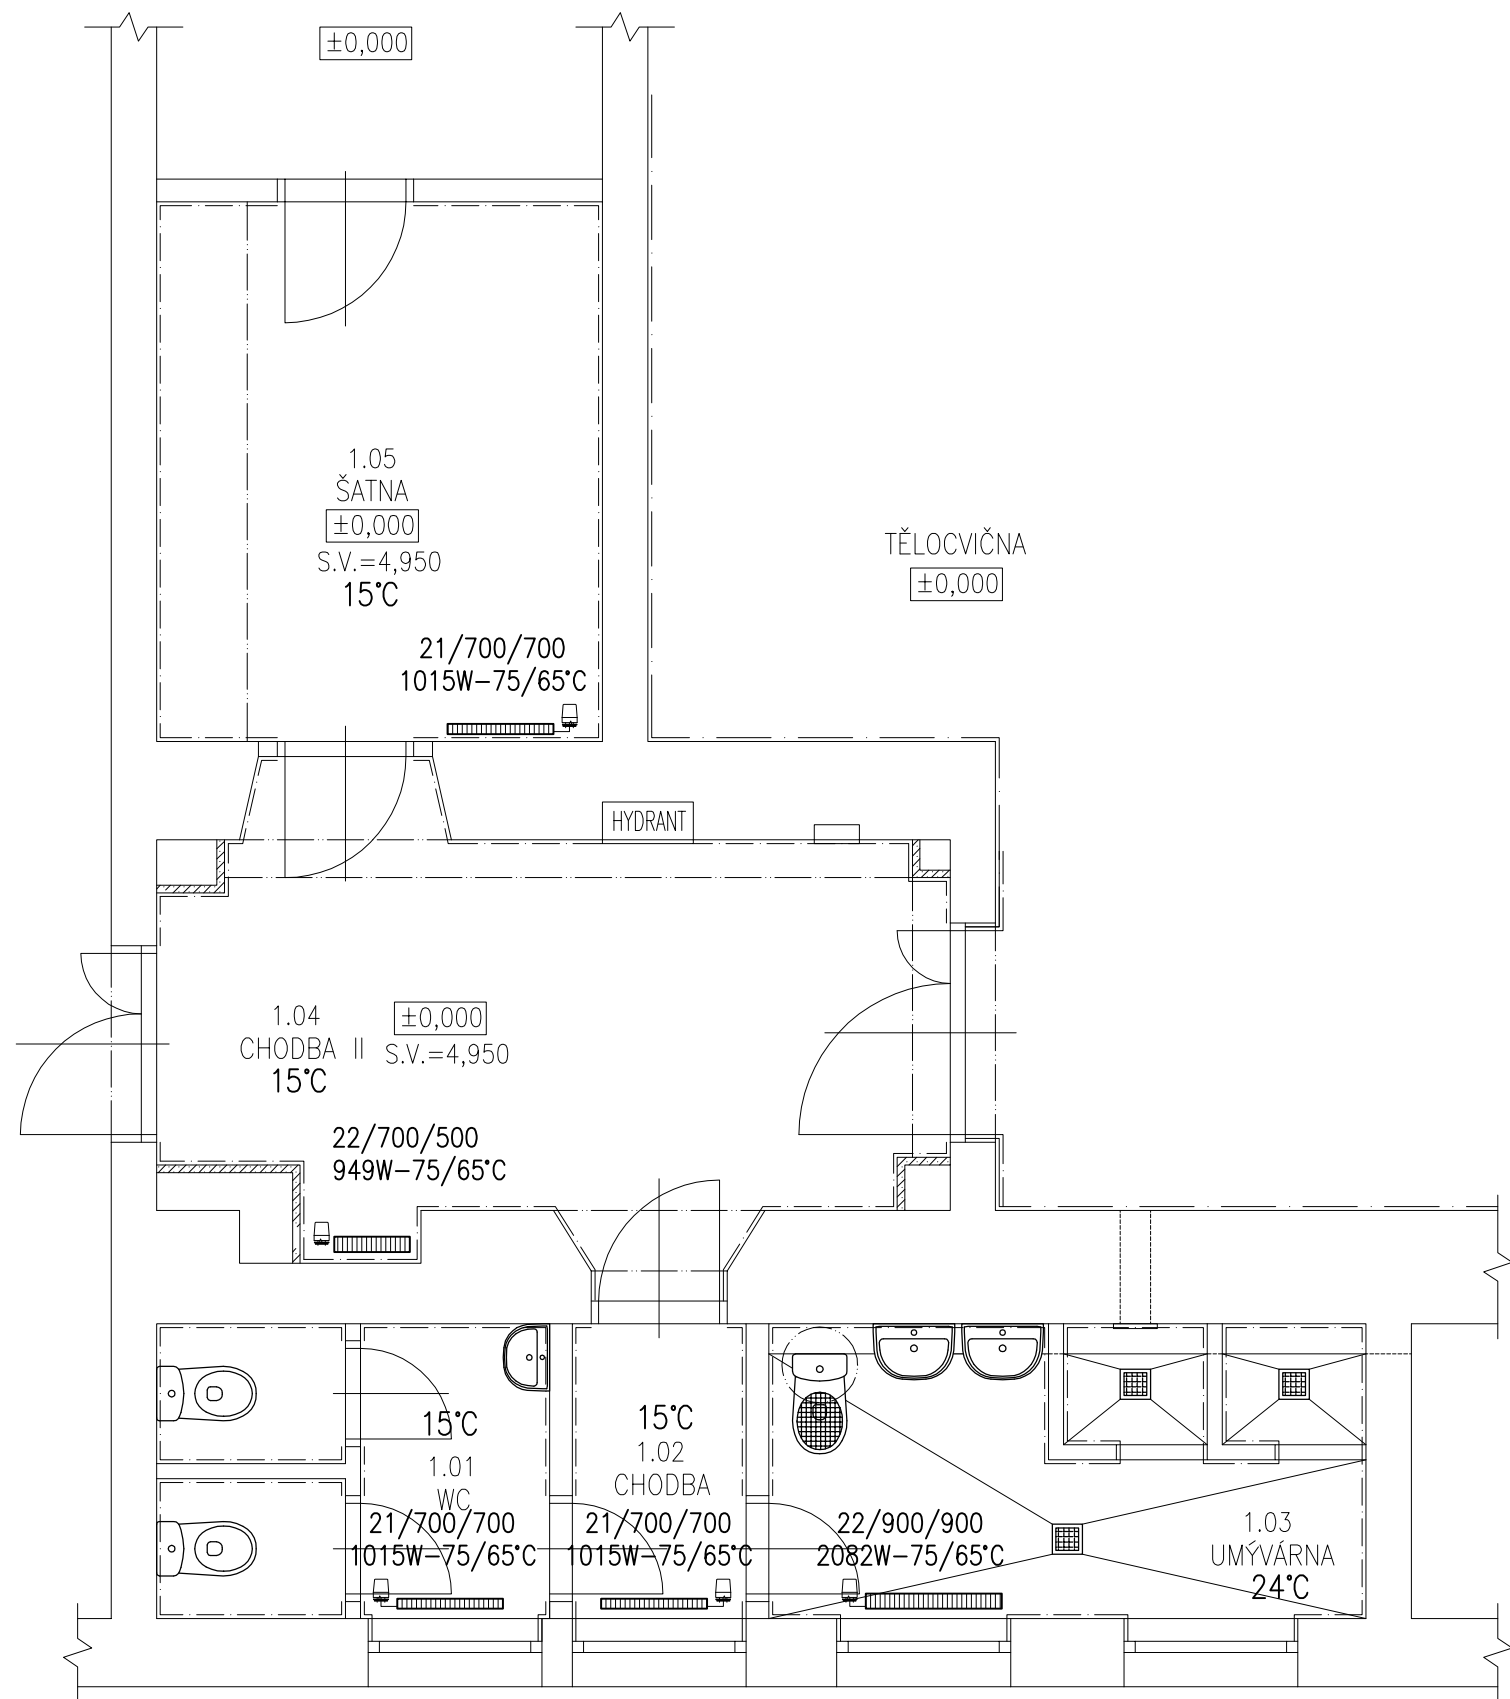 ±0,000
1.05
ŠATNA
±0,000
S.V.=4,950
15°C
21/700/700
1015W-75/65°C
TĚLOCVIČNA
±0,000
HYDRANT
1.04
CHODBA II
15°C
±0,000
S.V.=4,950
22/700/500
949W-75/65°C
15°C
1.01
WC
21/700/700
1015W-75/65°C
15°C
1.02
CHODBA
21/700/700
1015W-75/65°C
22/900/900
2082W-75/65°C
1.03
UMÝVÁRNA
24°C